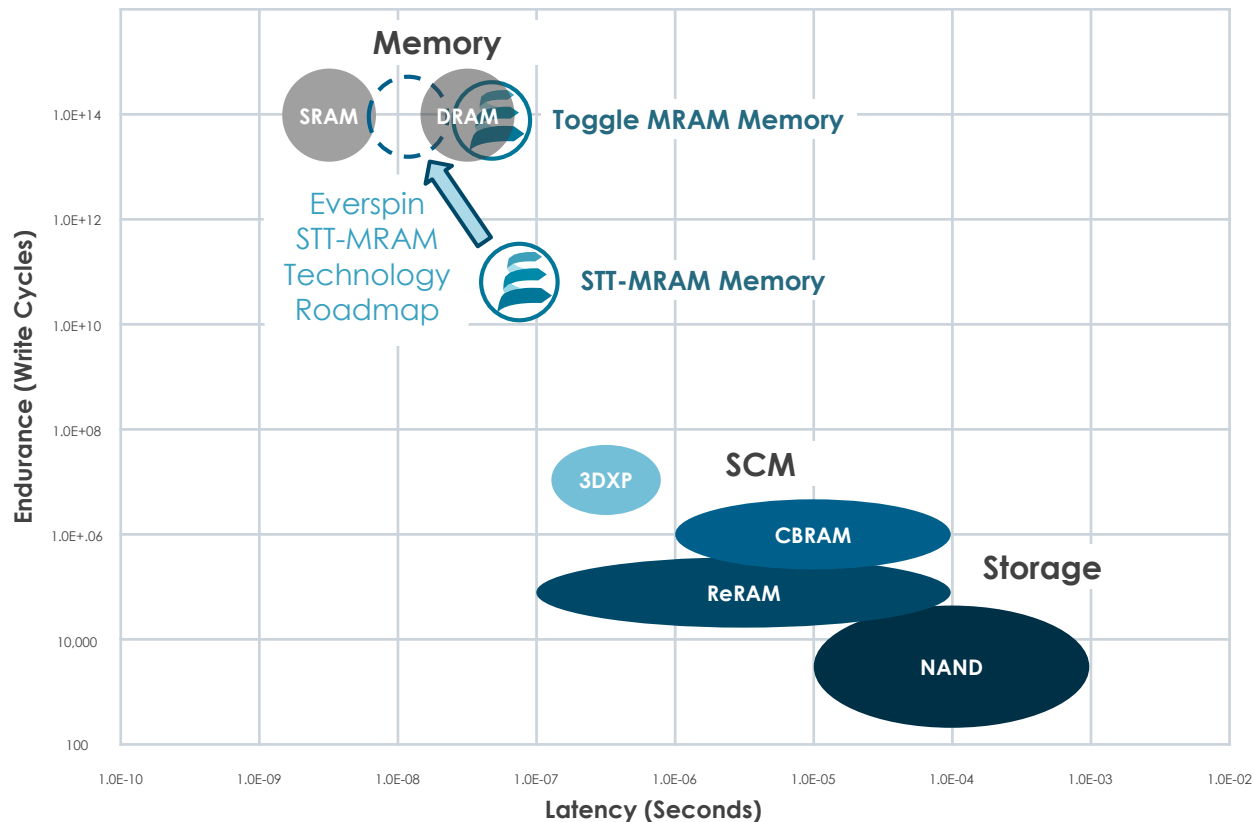 Memory
SRAM
DRAM
Toggle MRAM Memory
Everspin
STT-MRAM
Technology
Roadmap
STT-MRAM Memory
3DXP
SCM
CBRAM
ReRAM
Storage
NAND
Endurance (Write Cycles)
1.0E+14
1.0E+12
1.0E+10
1.0E+08
1.0E+.06
10,000
100
1.0E-10
1.0E-09
1.0E-08
1.0E-07
1.0E-06
1.0E-05
1.0E-04
1.0E-03
1.0E-02
Latency (Seconds)